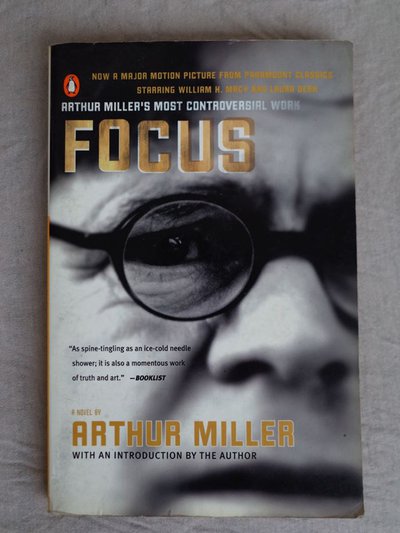 NOW A MAJOR MOTION PICTURE FROM PARAMOUNT CLASSICS
STARRING WILLIAM H. MACY AND LAURA DERN
ARTHUR MILLER'S MOST CONTROVERSIAL WORK
FOCUS
"As spine-tingling as an ice-cold needle
shower; it is also a momentous work
of truth and art." —BOOKLIST
A NOVEL BY
ARTHUR MILLER
WITH AN INTRODUCTION BY THE AUTHOR